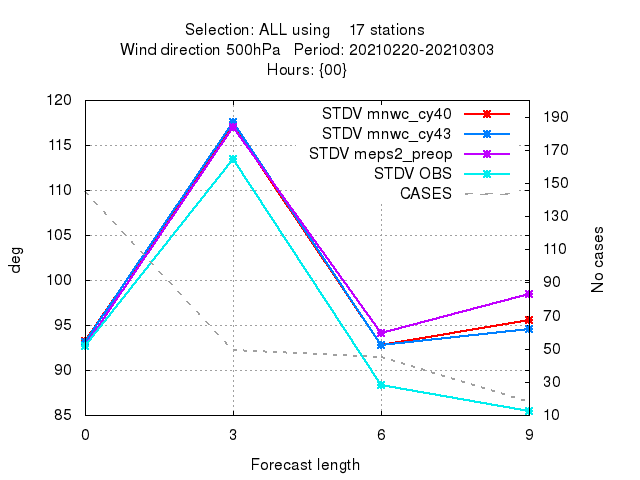 Selection: ALL using    17 stations
Wind direction 500hPa   Period: 20210220-20210303
Hours: {00}
STDV mnwc_cy40
STDV mnwc_cy43
STDV meps2_preop
STDV OBS
CASES
120
115
110
105
100
95
90
85
deg
190
170
150
130
110
90
70
50
30
10
No cases
0 3 6 9
Forecast length